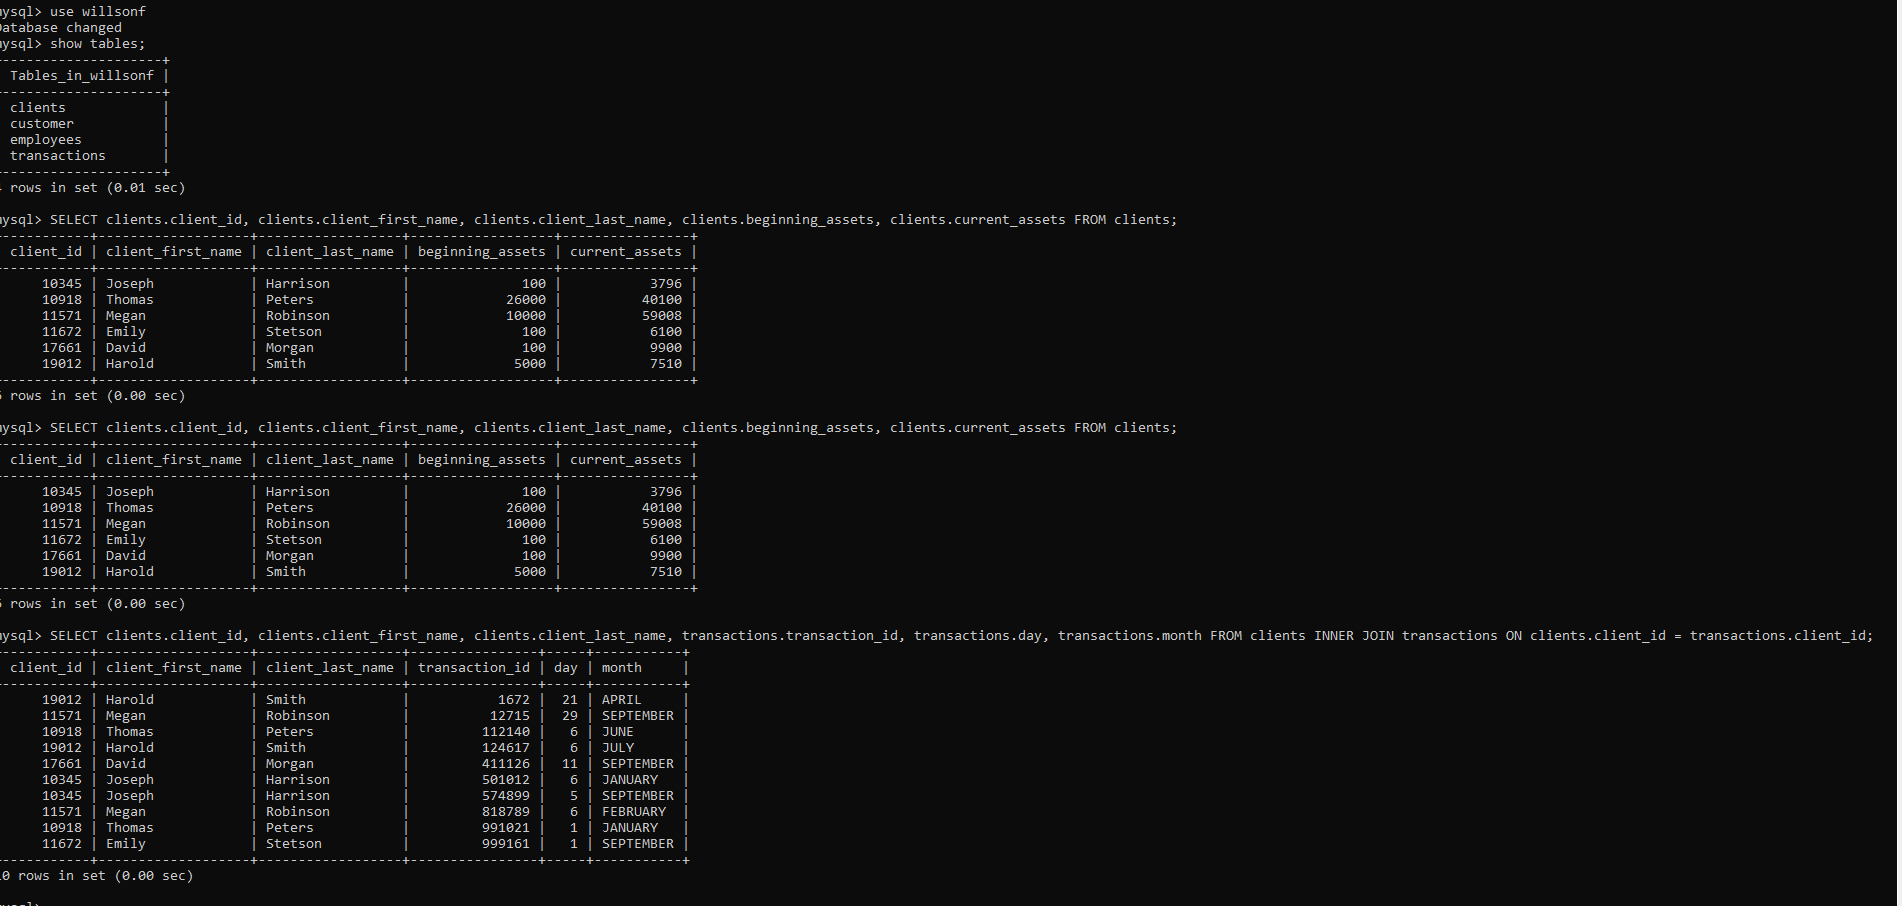 mysql> use willsonf
Database changed
mysql> show tables;
---------------------+
 Tables_in_willsonf |
---------------------+
 clients            |
 customer           |
 employees          |
 transactions       |
---------------------+
4 rows in set (0.01 sec)
mysql> SELECT clients.client_id, clients.client_first_name, clients.client_last_name, clients.beginning_assets, clients.current_assets FROM clients;
-----------+-------------------+------------------+------------------+----------------+
 client_id | client_first_name | client_last_name | beginning_assets | current_assets |
-----------+-------------------+------------------+------------------+----------------+
     10345 | Joseph            | Harrison         |              100 |           3796 |
     10918 | Thomas            | Peters           |            26000 |          40100 |
     11571 | Megan             | Robinson         |            10000 |          59008 |
     11672 | Emily             | Stetson          |              100 |           6100 |
     17661 | David             | Morgan           |              100 |           9900 |
     19012 | Harold            | Smith            |             5000 |           7510 |
-----------+-------------------+------------------+------------------+----------------+
6 rows in set (0.00 sec)
mysql> SELECT clients.client_id, clients.client_first_name, clients.client_last_name, clients.beginning_assets, clients.current_assets FROM clients;
-----------+-------------------+------------------+------------------+----------------+
 client_id | client_first_name | client_last_name | beginning_assets | current_assets |
-----------+-------------------+------------------+------------------+----------------+
     10345 | Joseph            | Harrison         |              100 |           3796 |
     10918 | Thomas            | Peters           |            26000 |          40100 |
     11571 | Megan             | Robinson         |            10000 |          59008 |
     11672 | Emily             | Stetson          |              100 |           6100 |
     17661 | David             | Morgan           |              100 |           9900 |
     19012 | Harold            | Smith            |             5000 |           7510 |
-----------+-------------------+------------------+------------------+----------------+
6 rows in set (0.00 sec)
mysql> SELECT clients.client_id, clients.client_first_name, clients.client_last_name, transactions.transaction_id, transactions.day, transactions.month FROM clients INNER JOIN transactions ON clients.client_id = transactions.client_id;
-----------+-------------------+------------------+----------------+-----+-----------+
 client_id | client_first_name | client_last_name | transaction_id | day | month     |
-----------+-------------------+------------------+----------------+-----+-----------+
     19012 | Harold            | Smith            |           1672 |  21 | APRIL     |
     11571 | Megan             | Robinson         |          12715 |  29 | SEPTEMBER |
     10918 | Thomas            | Peters           |         112140 |   6 | JUNE      |
     19012 | Harold            | Smith            |         124617 |   6 | JULY      |
     17661 | David             | Morgan           |         411126 |  11 | SEPTEMBER |
     10345 | Joseph            | Harrison         |         501012 |   6 | JANUARY   |
     10345 | Joseph            | Harrison         |         574899 |   5 | SEPTEMBER |
     11571 | Megan             | Robinson         |         818789 |   6 | FEBRUARY  |
     10918 | Thomas            | Peters           |         991021 |   1 | JANUARY   |
     11672 | Emily             | Stetson          |         999161 |   1 | SEPTEMBER |
-----------+-------------------+------------------+----------------+-----+-----------+
10 rows in set (0.00 sec)
mysql>